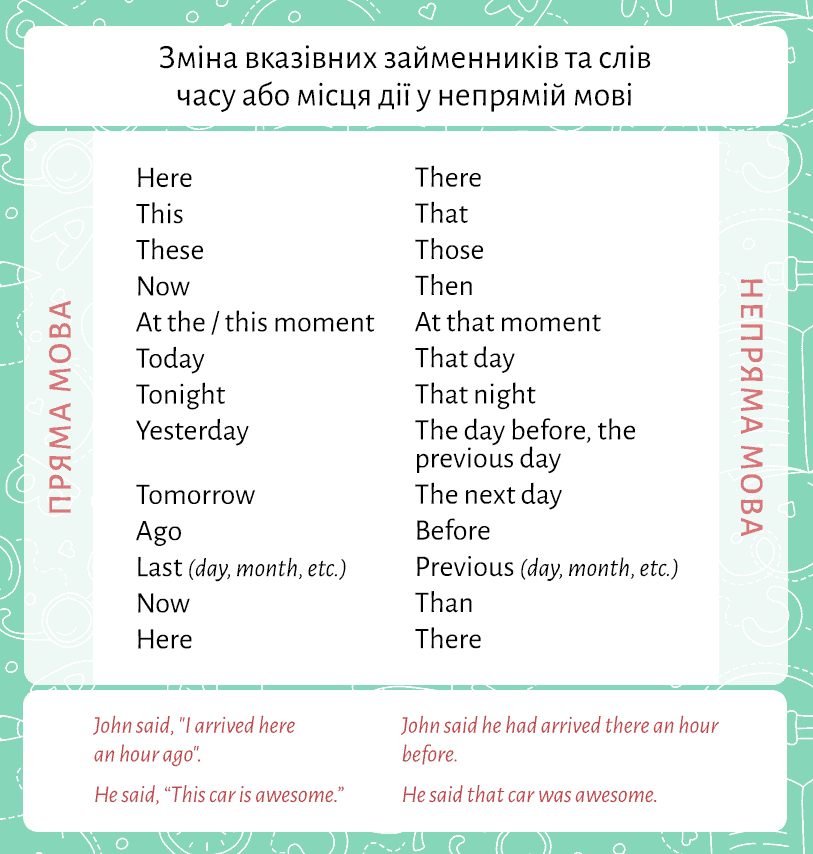 Зміна вказівних займенників та слів
часу або місця дії у непрямій мові
ПРЯМА МОВА
НЕПРЯМА МОВА
Here There
This That
These Those
Now Then
At the / this moment At that moment
Today That day
Tonight That night
Yesterday The day before, the
previous day
Tomorrow The next day
Ago Before
Last (day, month, etc.) Previous (day, month, etc.)
Now Than
Here There
John said, "I arrived here
an hour ago".
John said he had arrived there an hour
before.
He said, “This car is awesome.”
He said that car was awesome.